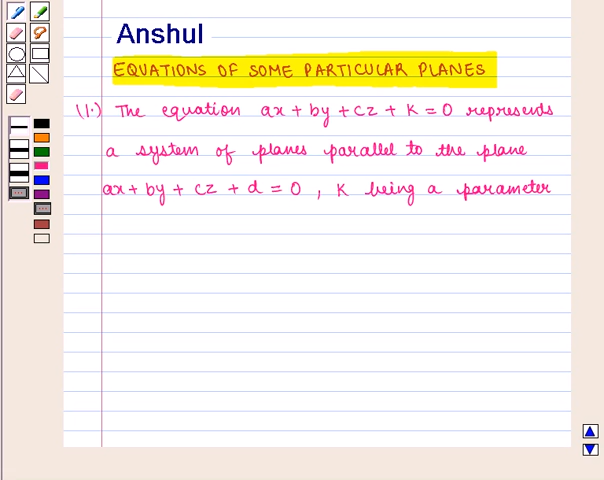 Anshul
EQUATIONS OF SOME PARTICULAR PLANES
(1.) The equation ax + by + cz + K = 0 represents
a system of planes parallel to the plane
ax + by + cz + d = 0 , K being a parameter